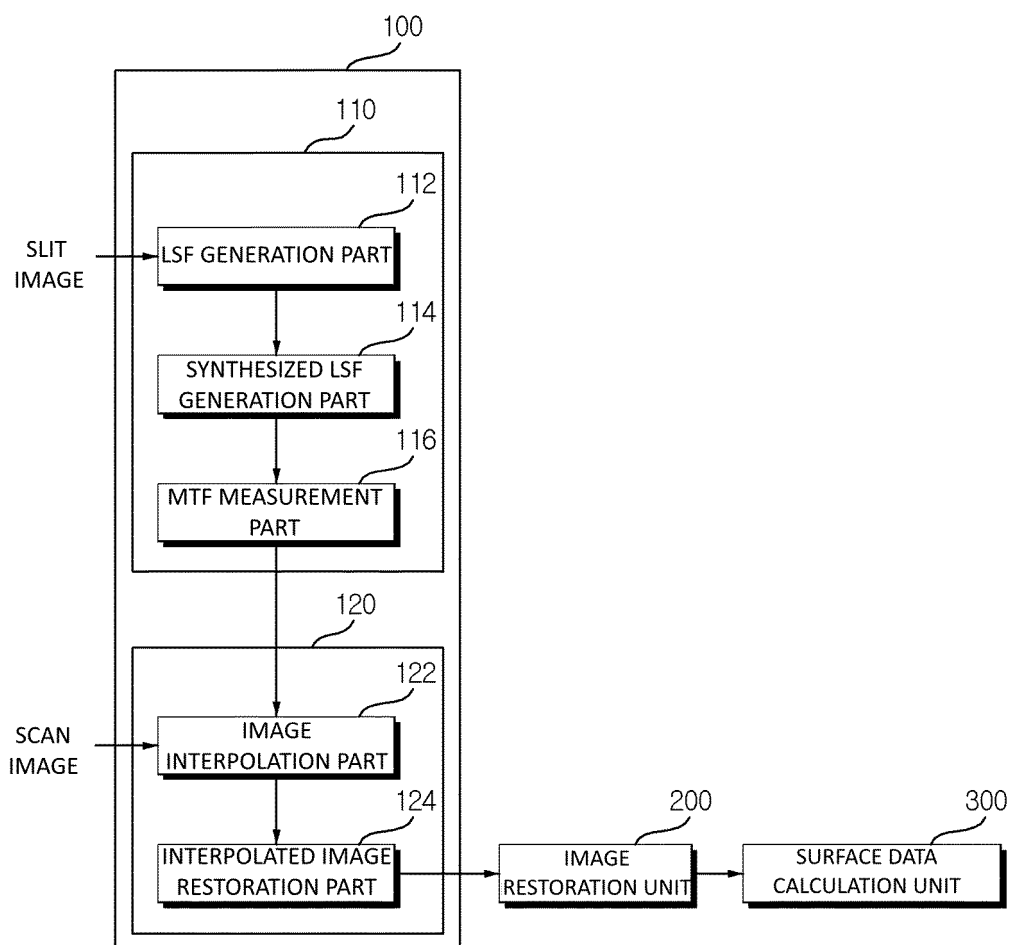 100
110
112
SLIT
IMAGE
LSF GENERATION PART
114
SYNTHESIZED LSF
GENERATION PART
116
MTF MEASUREMENT
PART
120
122
SCAN
IMAGE
IMAGE
INTERPOLATION PART
124
INTERPOLATED IMAGE
RESTORATION PART
200
IMAGE
RESTORATION UNIT
300
SURFACE DATA
CALCULATION UNIT